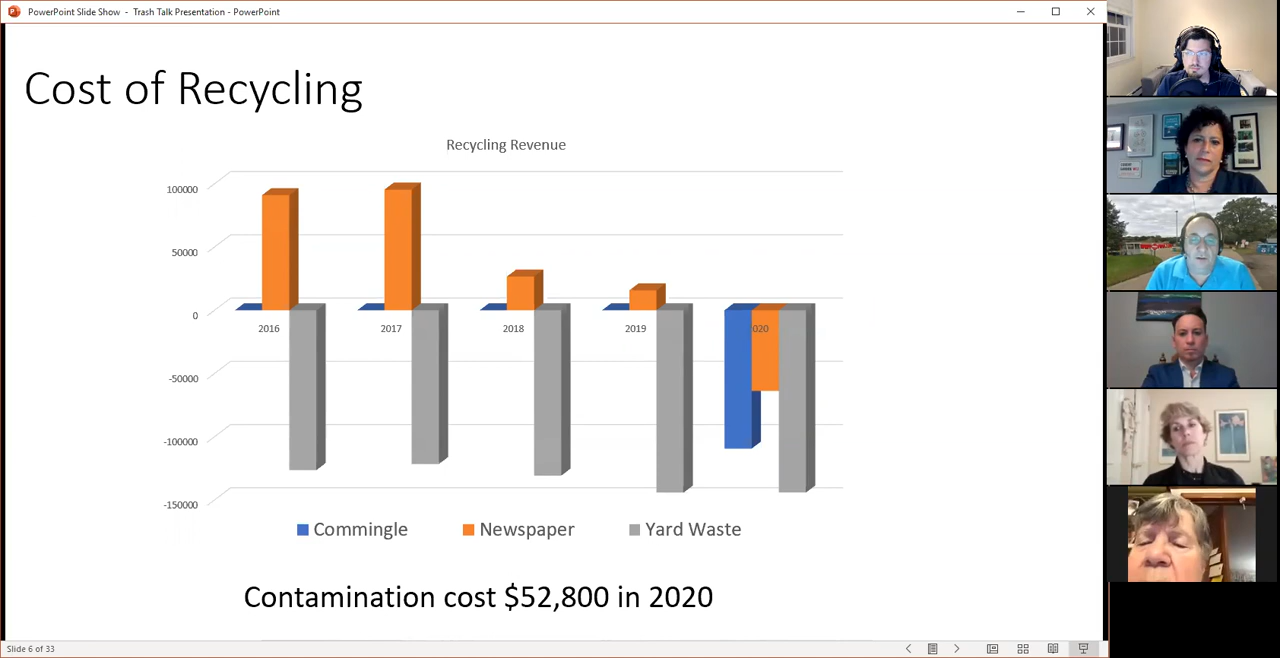 PowerPoint Slide Show - Trash Talk Presentation - PowerPoint
Cost of Recycling
Recycling Revenue
100000
50000
0
-50000
-100000
-150000
2016
2017
2018
2019
020
Commingle
Newspaper
Yard Waste
Contamination cost $52,800 in 2020
Slide 6 of 33